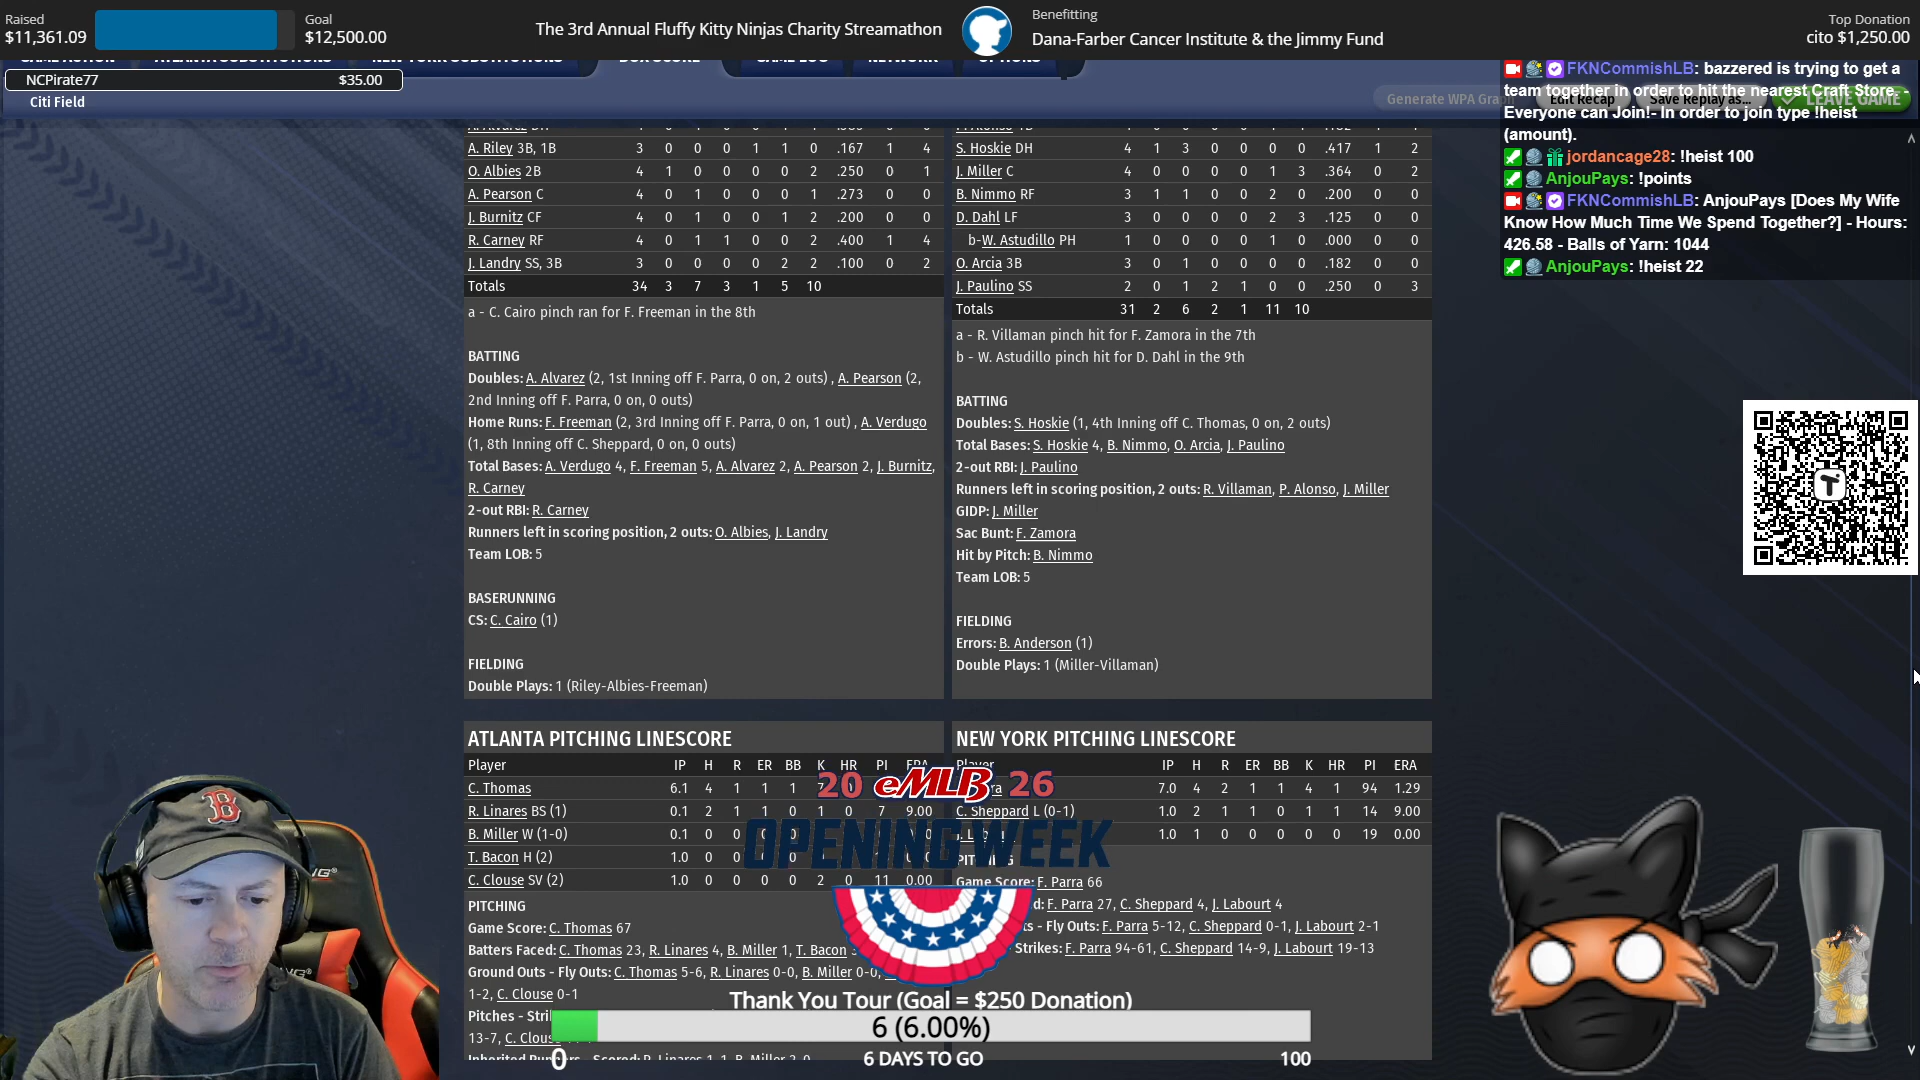 Raised
$11,361.09
Goal
$12,500.00
The 3rd Annual Fluffy Kitty Ninjas Charity Streamathon
Benefitting
Dana-Farber Cancer Institute & the Jimmy Fund
Top Donation
cito $1,250.00
NCPirate77 $35.00
Citi Field
Generate WPA Graph
Edit Recap
Save Replay as...
LEAVE GAME
FKNCommishLB: bazzered is trying to get a
team together in order to hit the nearest Craft Store. -
Everyone can Join!- In order to join type !heist
(amount).
jordancage28: !heist 100
AnjouPays: !points
FKNCommishLB: AnjouPays [Does My Wife
Know How Much Time We Spend Together?] - Hours:
426.58 - Balls of Yarn: 1044
AnjouPays: !heist 22
A. Riley 3B, 1B 3 0 0 0 1 1 0 .167 1 4
O. Albies 2B 4 1 0 0 0 0 2 .250 0 1
A. Pearson C 4 0 1 0 0 0 1 .273 0 0
J. Burnitz CF 4 0 1 0 0 1 2 .200 0 0
R. Carney RF 4 0 1 1 0 0 2 .400 1 4
J. Landry SS, 3B 3 0 0 0 0 2 2 .100 0 2
Totals 34 3 7 3 1 5 10
a - C. Cairo pinch ran for F. Freeman in the 8th
BATTING
Doubles: A. Alvarez (2, 1st Inning off F. Parra, 0 on, 2 outs) , A. Pearson (2,
2nd Inning off F. Parra, 0 on, 0 outs)
Home Runs: F. Freeman (2, 3rd Inning off F. Parra, 0 on, 1 out) , A. Verdugo
(1, 8th Inning off C. Sheppard, 0 on, 0 outs)
Total Bases: A. Verdugo 4, F. Freeman 5, A. Alvarez 2, A. Pearson 2, J. Burnitz,
R. Carney
2-out RBI: R. Carney
Runners left in scoring position, 2 outs: O. Albies, J. Landry
Team LOB: 5
BASERUNNING
CS: C. Cairo (1)
FIELDING
Double Plays: 1 (Riley-Albies-Freeman)
S. Hoskie DH 4 1 3 0 0 0 0 .417 1 2
J. Miller C 4 0 0 0 0 1 3 .364 0 2
B. Nimmo RF 3 1 1 0 0 2 0 .200 0 0
D. Dahl LF 3 0 0 0 0 2 3 .125 0 0
b-W. Astudillo PH 1 0 0 0 0 1 0 .000 0 0
O. Arcia 3B 3 0 1 0 0 0 0 .182 0 0
J. Paulino SS 2 0 1 2 1 0 0 .250 0 3
Totals 31 2 6 2 1 11 10
a - R. Villaman pinch hit for F. Zamora in the 7th
b - W. Astudillo pinch hit for D. Dahl in the 9th
BATTING
Doubles: S. Hoskie (1, 4th Inning off C. Thomas, 0 on, 2 outs)
Total Bases: S. Hoskie 4, B. Nimmo, O. Arcia, J. Paulino
2-out RBI: J. Paulino
Runners left in scoring position, 2 outs: R. Villaman, P. Alonso, J. Miller
GIDP: J. Miller
Sac Bunt: F. Zamora
Hit by Pitch: B. Nimmo
Team LOB: 5
FIELDING
Errors: B. Anderson (1)
Double Plays: 1 (Miller-Villaman)
ATLANTA PITCHING LINESCORE
Player IP H R ER BB K HR PI ERA
C. Thomas 6.1 4 1 1 1 7
R. Linares BS (1) 0.1 2 1 1 1 0 7 9.00
B. Miller W (1-0) 0.1 0 0 0 0
T. Bacon H (2) 1.0 0 0
C. Clouse SV (2) 1.0 0 0 0 0 2 0 11 0.00
PITCHING
Game Score: C. Thomas 67
Batters Faced: C. Thomas 23, R. Linares 4, B. Miller 1, T. Bacon
Ground Outs - Fly Outs: C. Thomas 5-6, R. Linares 0-0, B. Miller 0-0,
1-2, C. Clouse 0-1
Pitches -
13-7,
NEW YORK PITCHING LINESCORE
IP H R ER BB K HR PI ERA
7.0 4 2 1 1 4 1 94 1.29
C. Sheppard L (0-1) 1.0 2 1 1 0 1 1 14 9.00
1.0 1 0 0 0 0 0 19 0.00
PITCHING
Game Score: F. Parra 66
F. Parra 27, C. Sheppard 4, J. Labourt 4
- Fly Outs: F. Parra 5-12, C. Sheppard 0-1, J. Labourt 2-1
Strikes: F. Parra 94-61, C. Sheppard 14-9, J. Labourt 19-13
20 eMLB 26
OPENING WEEK
Thank You Tour (Goal = $250 Donation)
6 (6.00%)
0 6 DAYS TO GO 100